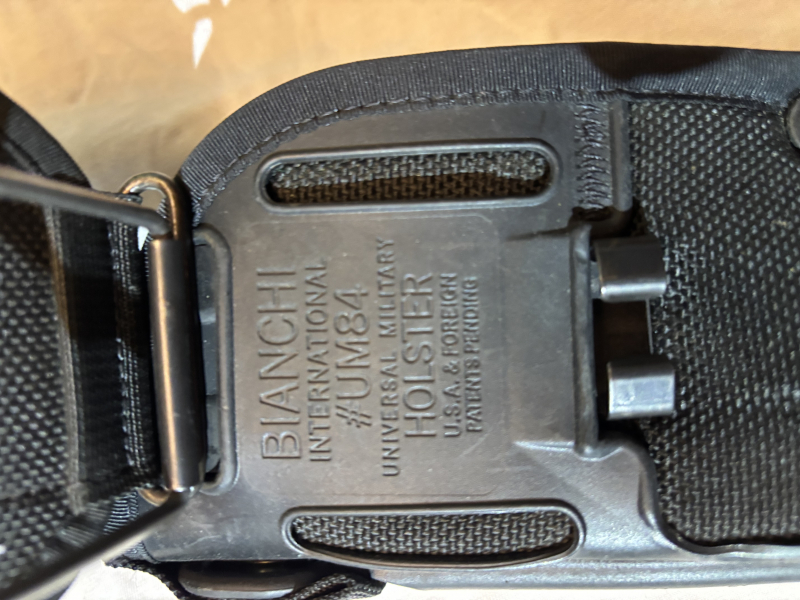 BIANCHI
INTERNATIONAL
#UM84
UNIVERSAL MILITARY
HOLSTER
U.S.A. & FOREIGN
PATENTS PENDING